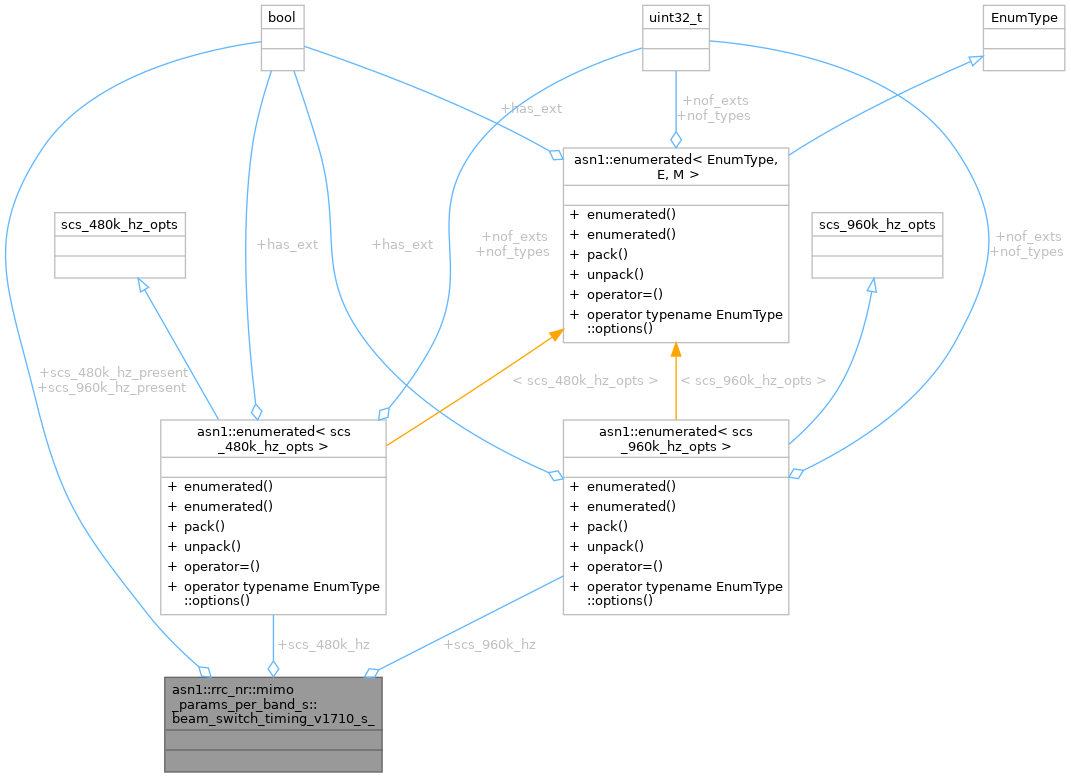 bool
uint32_t
EnumType
+has_ext
+nof_exts
+nof_types
asn1::enumerated< EnumType,
E, M >
+ enumerated()
+ enumerated()
+ pack()
+ unpack()
+ operator=()
+ operator typename EnumType
::options()
scs_480k_hz_opts
scs_960k_hz_opts
+has_ext
+has_ext
+nof_exts
+nof_types
+nof_exts
+nof_types
+scs_480k_hz_present
+scs_960k_hz_present
< scs_480k_hz_opts >
< scs_960k_hz_opts >
asn1::enumerated< scs
_480k_hz_opts >
+ enumerated()
+ enumerated()
+ pack()
+ unpack()
+ operator=()
+ operator typename EnumType
::options()
asn1::enumerated< scs
_960k_hz_opts >
+ enumerated()
+ enumerated()
+ pack()
+ unpack()
+ operator=()
+ operator typename EnumType
::options()
+scs_480k_hz
+scs_960k_hz
asn1::rrc_nr::mimo
_params_per_band_s::
beam_switch_timing_v1710_s_